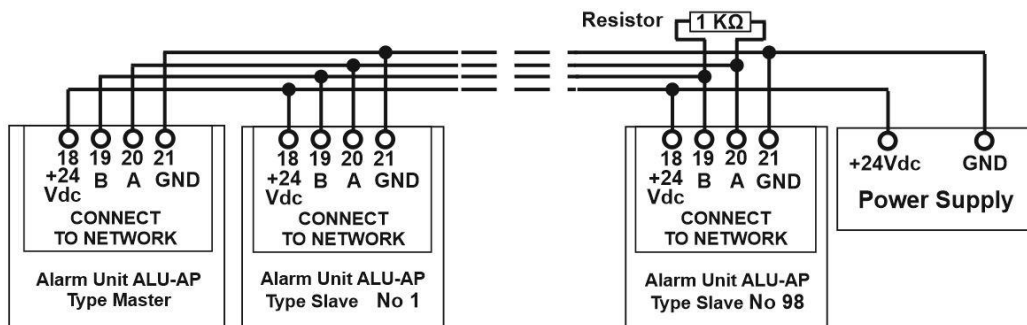 Resistor 1 KΩ
18 19 20 21
+24 Vdc B A GND
CONNECT
TO NETWORK
Alarm Unit ALU-AP
Type Master
18 19 20 21
+24 Vdc B A GND
CONNECT
TO NETWORK
Alarm Unit ALU-AP
Type Slave No 1
18 19 20 21
+24 Vdc B A GND
CONNECT
TO NETWORK
Alarm Unit ALU-AP
Type Slave No 98
+24Vdc GND
Power Supply